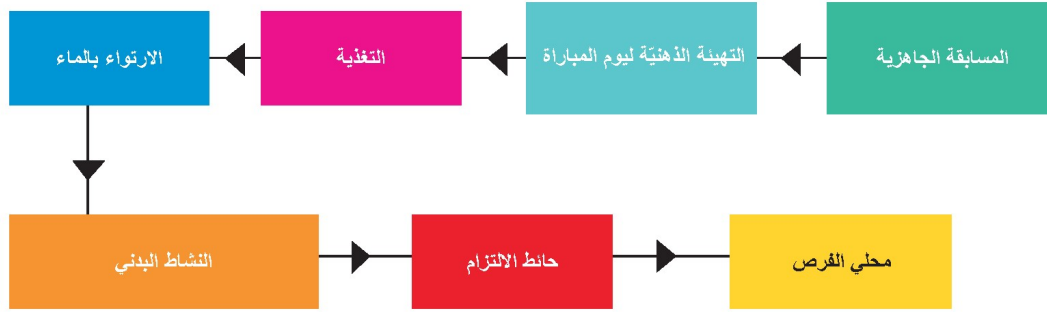 المسابقة الجاهزية
التهيئة الذهنيّة ليوم المباراة
التغذية
الارتواء بالماء
النشاط البدني
حائط الالتزام
محلي الفرص